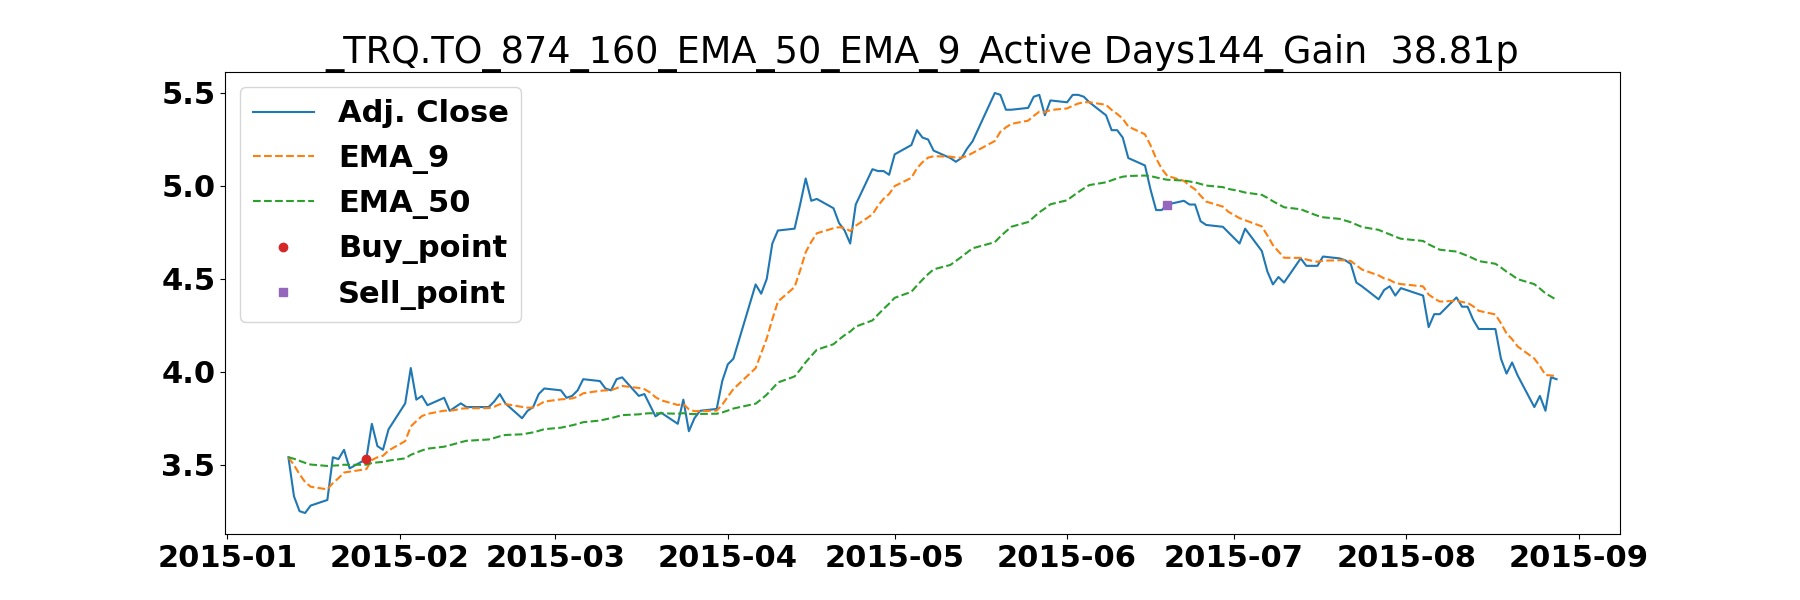 _TRQ.TO_874_160_EMA_50_EMA_9_Active Days144_Gain  38.81p
5.5
5.0
4.5
4.0
3.5
Adj. Close
EMA_9
EMA_50
Buy_point
Sell_point
2015-01 2015-02 2015-03 2015-04 2015-05 2015-06 2015-07 2015-08 2015-09